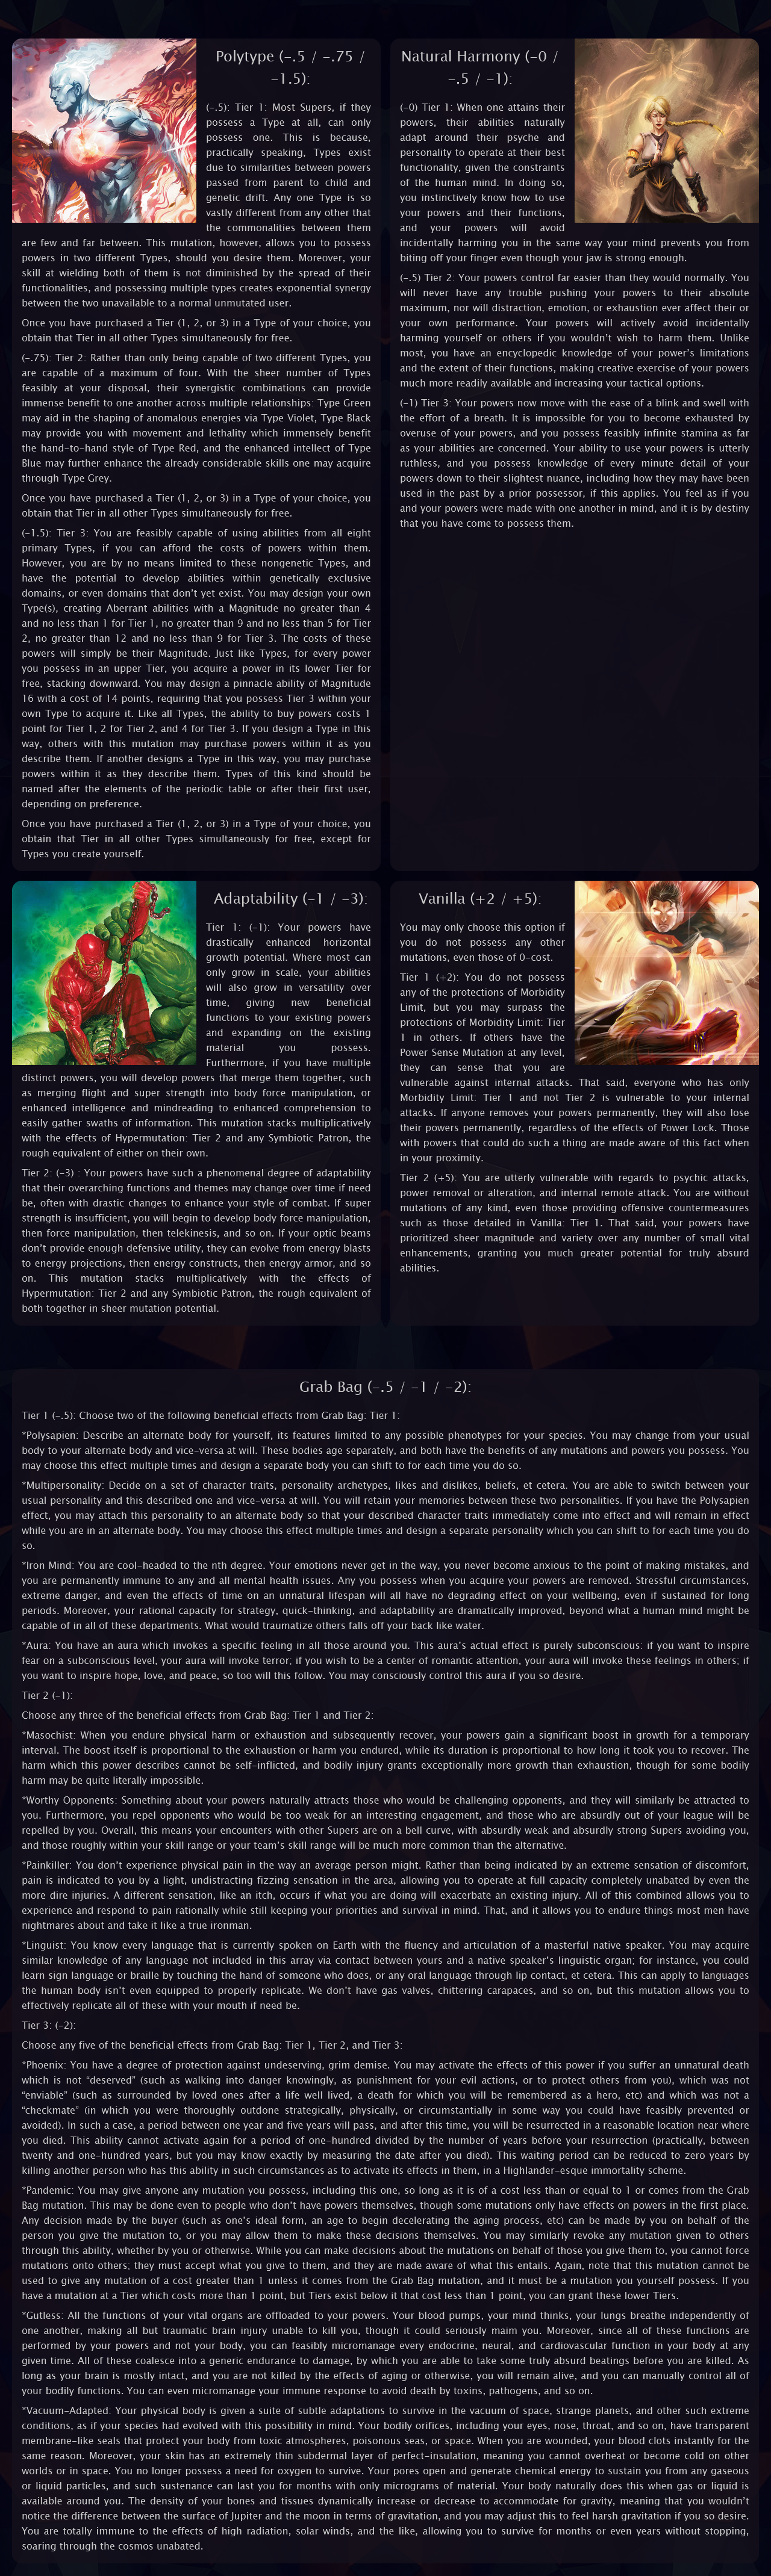 Polytype (-.5 / -.75 /
-1.5):
(-.5): Tier 1: Most Supers, if they
possess a Type at all, can only
possess one. This is because,
practically speaking, Types exist
due to similarities between powers
passed from parent to child and
genetic drift. Any one Type is so
vastly different from any other that
the commonalities between them
are few and far between. This mutation, however, allows you to possess
powers in two different Types, should you desire them. Moreover, your
skill at wielding both of them is not diminished by the spread of their
functionalities, and possessing multiple types creates exponential synergy
between the two unavailable to a normal unmutated user.
Once you have purchased a Tier (1, 2, or 3) in a Type of your choice, you
obtain that Tier in all other Types simultaneously for free.
(-.75): Tier 2: Rather than only being capable of two different Types, you
are capable of a maximum of four. With the sheer number of Types
feasibly at your disposal, their synergistic combinations can provide
immense benefit to one another across multiple relationships: Type Green
may aid in the shaping of anomalous energies via Type Violet, Type Black
may provide you with movement and lethality which immensely benefit
the hand-to-hand style of Type Red, and the enhanced intellect of Type
Blue may further enhance the already considerable skills one may acquire
through Type Grey.
Once you have purchased a Tier (1, 2, or 3) in a Type of your choice, you
obtain that Tier in all other Types simultaneously for free.
(-1.5): Tier 3: You are feasibly capable of using abilities from all eight
primary Types, if you can afford the costs of powers within them.
However, you are by no means limited to these nongenetic Types, and
have the potential to develop abilities within genetically exclusive
domains, or even domains that don't yet exist. You may design your own
Type(s), creating Aberrant abilities with a Magnitude no greater than 4
and no less than 1 for Tier 1, no greater than 9 and no less than 5 for Tier
2, no greater than 12 and no less than 9 for Tier 3. The costs of these
powers will simply be their Magnitude. Just like Types, for every power
you possess in an upper Tier, you acquire a power in its lower Tier for
free, stacking downward. You may design a pinnacle ability of Magnitude
16 with a cost of 14 points, requiring that you possess Tier 3 within your
own Type to acquire it. Like all Types, the ability to buy powers costs 1
point for Tier 1, 2 for Tier 2, and 4 for Tier 3. If you design a Type in this
way, others with this mutation may purchase powers within it as you
describe them. If another designs a Type in this way, you may purchase
powers within it as they describe them. Types of this kind should be
named after the elements of the periodic table or after their first user,
depending on preference.
Once you have purchased a Tier (1, 2, or 3) in a Type of your choice, you
obtain that Tier in all other Types simultaneously for free, except for
Types you create yourself.
Natural Harmony (-0 /
-.5 / -1):
(-0) Tier 1: When one attains their
powers, their abilities naturally
adapt around their psyche and
personality to operate at their best
functionality, given the constraints
of the human mind. In doing so,
you instinctively know how to use
your powers and their functions,
and your powers will avoid
incidentally harming you in the same way your mind prevents you from
biting off your finger even though your jaw is strong enough.
(-.5) Tier 2: Your powers control far easier than they would normally. You
will never have any trouble pushing your powers to their absolute
maximum, nor will distraction, emotion, or exhaustion ever affect their or
your own performance. Your powers will actively avoid incidentally
harming yourself or others if you wouldn't wish to harm them. Unlike
most, you have an encyclopedic knowledge of your power's limitations
and the extent of their functions, making creative exercise of your powers
much more readily available and increasing your tactical options.
(-1) Tier 3: Your powers now move with the ease of a blink and swell with
the effort of a breath. It is impossible for you to become exhausted by
overuse of your powers, and you possess feasibly infinite stamina as far
as your abilities are concerned. Your ability to use your powers is utterly
ruthless, and you possess knowledge of every minute detail of your
powers down to their slightest nuance, including how they may have been
used in the past by a prior possessor, if this applies. You feel as if you
and your powers were made with one another in mind, and it is by destiny
that you have come to possess them.
Adaptability (-1 / -3):
Tier 1: (-1): Your powers have
drastically enhanced horizontal
growth potential. Where most can
only grow in scale, your abilities
will also grow in versatility over
time, giving new beneficial
functions to your existing powers
and expanding on the existing
material you possess.
Furthermore, if you have multiple
distinct powers, you will develop powers that merge them together, such
as merging flight and super strength into body force manipulation, or
enhanced intelligence and mindreading to enhanced comprehension to
easily gather swaths of information. This mutation stacks multiplicatively
with the effects of Hypermutation: Tier 2 and any Symbiotic Patron, the
rough equivalent of either on their own.
Tier 2: (-3) : Your powers have such a phenomenal degree of adaptability
that their overarching functions and themes may change over time if need
be, often with drastic changes to enhance your style of combat. If super
strength is insufficient, you will begin to develop body force manipulation,
then force manipulation, then telekinesis, and so on. If your optic beams
don't provide enough defensive utility, they can evolve from energy blasts
to energy projections, then energy constructs, then energy armor, and so
on. This mutation stacks multiplicatively with the effects of
Hypermutation: Tier 2 and any Symbiotic Patron, the rough equivalent of
both together in sheer mutation potential.
Vanilla (+2 / +5):
You may only choose this option if
you do not possess any other
mutations, even those of 0-cost.
Tier 1 (+2): You do not possess
any of the protections of Morbidity
Limit, but you may surpass the
protections of Morbidity Limit: Tier
1 in others. If others have the
Power Sense Mutation at any level,
they can sense that you are
vulnerable against internal attacks. That said, everyone who has only
Morbidity Limit: Tier 1 and not Tier 2 is vulnerable to your internal
attacks. If anyone removes your powers permanently, they will also lose
their powers permanently, regardless of the effects of Power Lock. Those
with powers that could do such a thing are made aware of this fact when
in your proximity.
Tier 2 (+5): You are utterly vulnerable with regards to psychic attacks,
power removal or alteration, and internal remote attack. You are without
mutations of any kind, even those providing offensive countermeasures
such as those detailed in Vanilla: Tier 1. That said, your powers have
prioritized sheer magnitude and variety over any number of small vital
enhancements, granting you much greater potential for truly absurd
abilities.
Grab Bag (-.5 / -1 / -2):
Tier 1 (-.5): Choose two of the following beneficial effects from Grab Bag: Tier 1:
*Polysapien: Describe an alternate body for yourself, its features limited to any possible phenotypes for your species. You may change from your usual
body to your alternate body and vice-versa at will. These bodies age separately, and both have the benefits of any mutations and powers you possess. You
may choose this effect multiple times and design a separate body you can shift to for each time you do so.
*Multipersonality: Decide on a set of character traits, personality archetypes, likes and dislikes, beliefs, et cetera. You are able to switch between your
usual personality and this described one and vice-versa at will. You will retain your memories between these two personalities. If you have the Polysapien
effect, you may attach this personality to an alternate body so that your described character traits immediately come into effect and will remain in effect
while you are in an alternate body. You may choose this effect multiple times and design a separate personality which you can shift to for each time you do
so.
*Iron Mind: You are cool-headed to the nth degree. Your emotions never get in the way, you never become anxious to the point of making mistakes, and
you are permanently immune to any and all mental health issues. Any you possess when you acquire your powers are removed. Stressful circumstances,
extreme danger, and even the effects of time on an unnatural lifespan will all have no degrading effect on your wellbeing, even if sustained for long
periods. Moreover, your rational capacity for strategy, quick-thinking, and adaptability are dramatically improved, beyond what a human mind might be
capable of in all of these departments. What would traumatize others falls off your back like water.
*Aura: You have an aura which invokes a specific feeling in all those around you. This aura's actual effect is purely subconscious: if you want to inspire
fear on a subconscious level, your aura will invoke terror; if you wish to be a center of romantic attention, your aura will invoke these feelings in others; if
you want to inspire hope, love, and peace, so too will this follow. You may consciously control this aura if you so desire.
Tier 2 (-1):
Choose any three of the beneficial effects from Grab Bag: Tier 1 and Tier 2:
*Masochist: When you endure physical harm or exhaustion and subsequently recover, your powers gain a significant boost in growth for a temporary
interval. The boost itself is proportional to the exhaustion or harm you endured, while its duration is proportional to how long it took you to recover. The
harm which this power describes cannot be self-inflicted, and bodily injury grants exceptionally more growth than exhaustion, though for some bodily
harm may be quite literally impossible.
*Worthy Opponents: Something about your powers naturally attracts those who would be challenging opponents, and they will similarly be attracted to
you. Furthermore, you repel opponents who would be too weak for an interesting engagement, and those who are absurdly out of your league will be
repelled by you. Overall, this means your encounters with other Supers are on a bell curve, with absurdly weak and absurdly strong Supers avoiding you,
and those roughly within your skill range or your team's skill range will be much more common than the alternative.
*Painkiller: You don't experience physical pain in the way an average person might. Rather than being indicated by an extreme sensation of discomfort,
pain is indicated to you by a light, undistracting fizzing sensation in the area, allowing you to operate at full capacity completely unabated by even the
more dire injuries. A different sensation, like an itch, occurs if what you are doing will exacerbate an existing injury. All of this combined allows you to
experience and respond to pain rationally while still keeping your priorities and survival in mind. That, and it allows you to endure things most men have
nightmares about and take it like a true ironman.
*Linguist: You know every language that is currently spoken on Earth with the fluency and articulation of a masterful native speaker. You may acquire
similar knowledge of any language not included in this array via contact between yours and a native speaker's linguistic organ; for instance, you could
learn sign language or braille by touching the hand of someone who does, or any oral language through lip contact, et cetera. This can apply to languages
the human body isn't even equipped to properly replicate. We don't have gas valves, chittering carapaces, and so on, but this mutation allows you to
effectively replicate all of these with your mouth if need be.
Tier 3: (-2):
Choose any five of the beneficial effects from Grab Bag: Tier 1, Tier 2, and Tier 3:
*Phoenix: You have a degree of protection against undeserving, grim demise. You may activate the effects of this power if you suffer an unnatural death
which is not "deserved" (such as walking into danger knowingly, as punishment for your evil actions, or to protect others from you), which was not
"enviable" (such as surrounded by loved ones after a life well lived, a death for which you will be remembered as a hero, etc) and which was not a
"checkmate" (in which you were thoroughly outdone strategically, physically, or circumstantially in some way you could have feasibly prevented or
avoided). In such a case, a period between one year and five years will pass, and after this time, you will be resurrected in a reasonable location near where
you died. This ability cannot activate again for a period of one-hundred divided by the number of years before your resurrection (practically, between
twenty and one-hundred years, but you may know exactly by measuring the date after you died). This waiting period can be reduced to zero years by
killing another person who has this ability in such circumstances as to activate its effects in them, in a Highlander-esque immortality scheme.
*Pandemic: You may give anyone any mutation you possess, including this one, so long as it is of a cost less than or equal to 1 or comes from the Grab
Bag mutation. This may be done even to people who don't have powers themselves, though some mutations only have effects on powers in the first place.
Any decision made by the buyer (such as one's ideal form, an age to begin decelerating the aging process, etc) can be made by you on behalf of the
person you give the mutation to, or you may allow them to make these decisions themselves. You may similarly revoke any mutation given to others
through this ability, whether by you or otherwise. While you can make decisions about the mutations on behalf of those you give them to, you cannot force
mutations onto others; they must accept what you give to them, and they are made aware of what this entails. Again, note that this mutation cannot be
used to give any mutation of a cost greater than 1 unless it comes from the Grab Bag mutation, and it must be a mutation you yourself possess. If you
have a mutation at a Tier which costs more than 1 point, but Tiers exist below it that cost less than 1 point, you can grant these lower Tiers.
*Gutless: All the functions of your vital organs are offloaded to your powers. Your blood pumps, your mind thinks, your lungs breathe independently of
one another, making all but traumatic brain injury unable to kill you, though it could seriously maim you. Moreover, since all of these functions are
performed by your powers and not your body, you can feasibly micromanage every endocrine, neural, and cardiovascular function in your body at any
given time. All of these coalesce into a generic endurance to damage, by which you are able to take some truly absurd beatings before you are killed. As
long as your brain is mostly intact, and you are not killed by the effects of aging or otherwise, you will remain alive, and you can manually control all of
your bodily functions. You can even micromanage your immune response to avoid death by toxins, pathogens, and so on.
*Vacuum-Adapted: Your physical body is given a suite of subtle adaptations to survive in the vacuum of space, strange planets, and other such extreme
conditions, as if your species had evolved with this possibility in mind. Your bodily orifices, including your eyes, nose, throat, and so on, have transparent
membrane-like seals that protect your body from toxic atmospheres, poisonous seas, or space. When you are wounded, your blood clots instantly for the
same reason. Moreover, your skin has an extremely thin subdermal layer of perfect-insulation, meaning you cannot overheat or become cold on other
worlds or in space. You no longer possess a need for oxygen to survive. Your pores open and generate chemical energy to sustain you from any gaseous
or liquid particles, and such sustenance can last you for months with only micrograms of material. Your body naturally does this when gas or liquid is
available around you. The density of your bones and tissues dynamically increase or decrease to accommodate for gravity, meaning that you wouldn't
notice the difference between the surface of Jupiter and the moon in terms of gravitation, and you may adjust this to feel harsh gravitation if you so desire.
You are totally immune to the effects of high radiation, solar winds, and the like, allowing you to survive for months or even years without stopping,
soaring through the cosmos unabated.